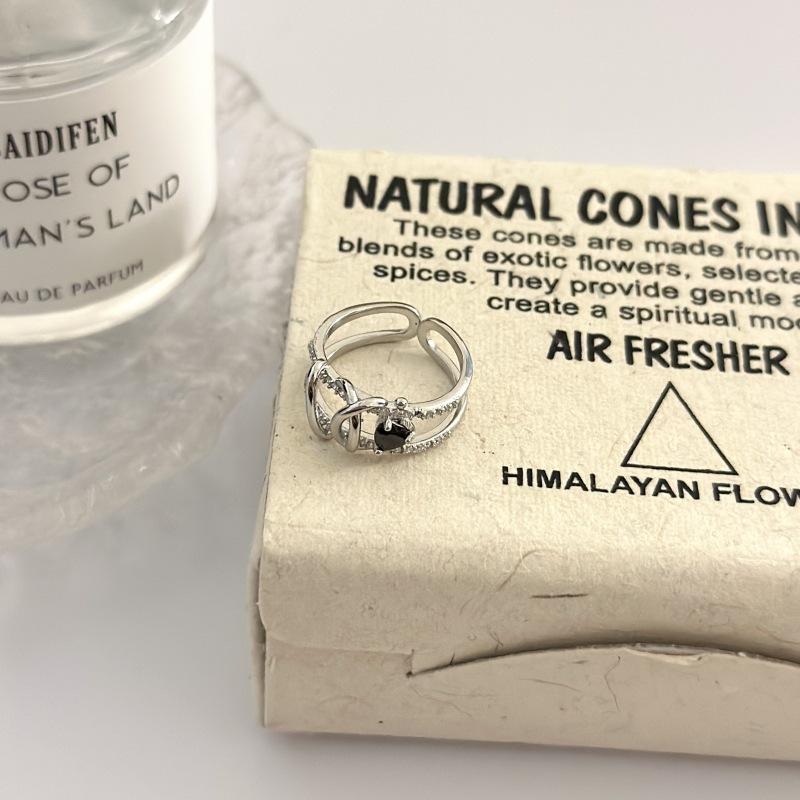 AIDIFEN
OSE OF
MAN'S LAND
AU DE PARFUM
NATURAL CONES IN
These cones are made from
blends of exotic flowers, selecte
spices. They provide gentle a
create a spiritual moo
AIR FRESHER
HIMALAYAN FLOW